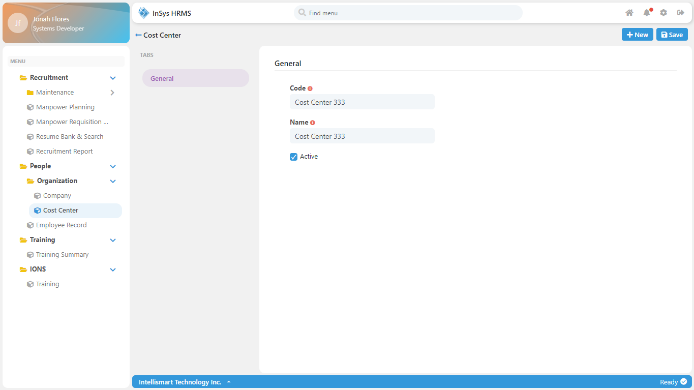 JF
Jonah Flores
Systems Developer
MENU
Recruitment
Maintenance
Manpower Planning
Manpower Requisition ...
Resume Bank & Search
Recruitment Report
People
Organization
Company
Cost Center
Employee Record
Training
Training Summary
IONS
Training
InSys HRMS
Find menu
Cost Center
New
Save
TABS
General
General
Code
Cost Center 333
Name
Cost Center 333
Active
Intellismart Technology Inc.
Ready